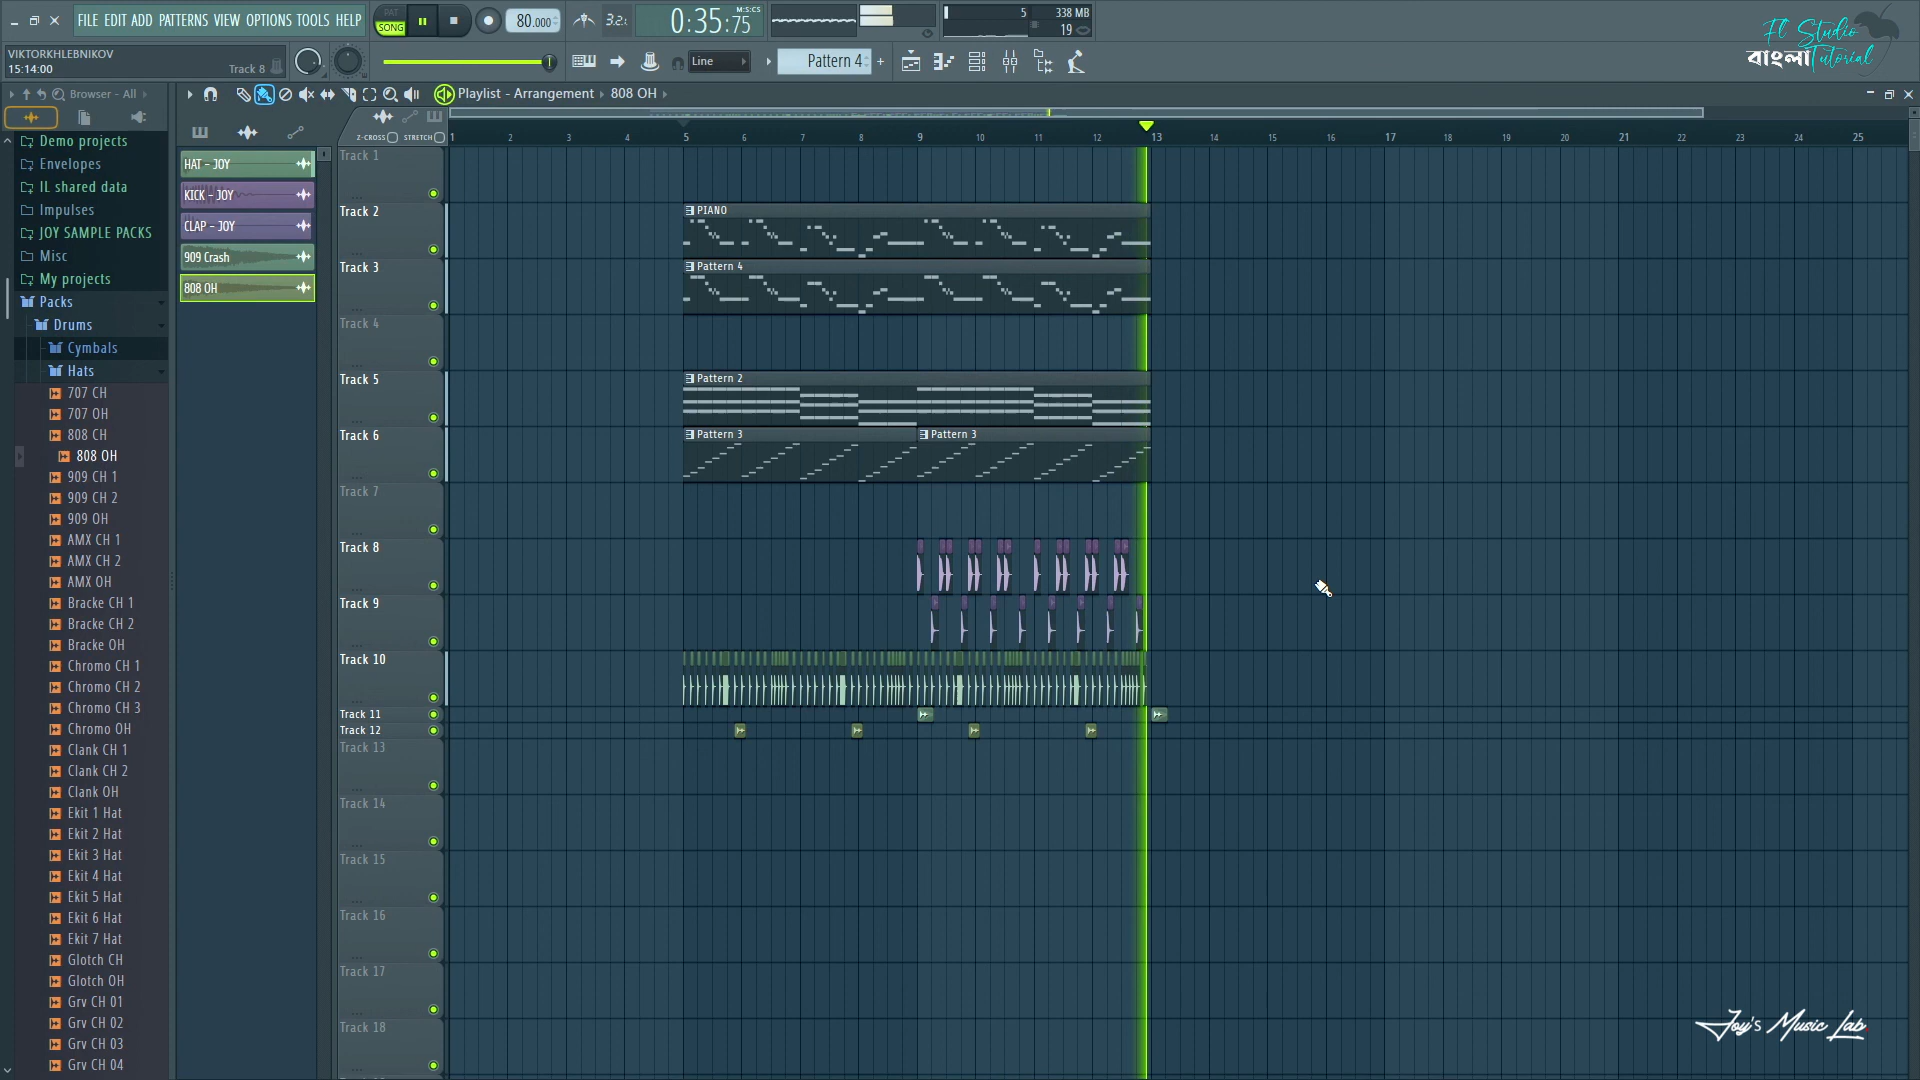 FILE EDIT ADD PATTERNS VIEW OPTIONS TOOLS HELP
PAT
SONG
80.000
3.2.
0:35:75
M:S:CS
5
338 MB
19
VIKTORKHLEBNIKOV
15:14:00
Track 8
Line
Pattern 4
FL Studio
বাংলা Tutorial
Browser - All
Playlist - Arrangement
808 OH
Z-CROSS
STRETCH
1 2 3 4 5 6 7 8 9 10 11 12 13 14 15 16 17 18 19 20 21 22 23 24 25
Demo projects
Envelopes
IL shared data
Impulses
JOY SAMPLE PACKS
Misc
My projects
Packs
Drums
Cymbals
Hats
707 CH
707 OH
808 CH
808 OH
909 CH 1
909 CH 2
909 OH
AMX CH 1
AMX CH 2
AMX OH
Bracke CH 1
Bracke CH 2
Bracke OH
Chromo CH 1
Chromo CH 2
Chromo CH 3
Chromo OH
Clank CH 1
Clank CH 2
Clank OH
Ekit 1 Hat
Ekit 2 Hat
Ekit 3 Hat
Ekit 4 Hat
Ekit 5 Hat
Ekit 6 Hat
Ekit 7 Hat
Glotch CH
Glotch OH
Grv CH 01
Grv CH 02
Grv CH 03
Grv CH 04
HAT - JOY
KICK - JOY
CLAP - JOY
909 Crash
808 OH
Track 1
Track 2
PIANO
Track 3
Pattern 4
Track 4
Track 5
Pattern 2
Track 6
Pattern 3
Pattern 3
Track 7
Track 8
Track 9
Track 10
Track 11
Track 12
Track 13
Track 14
Track 15
Track 16
Track 17
Track 18
Joy's Music Lab